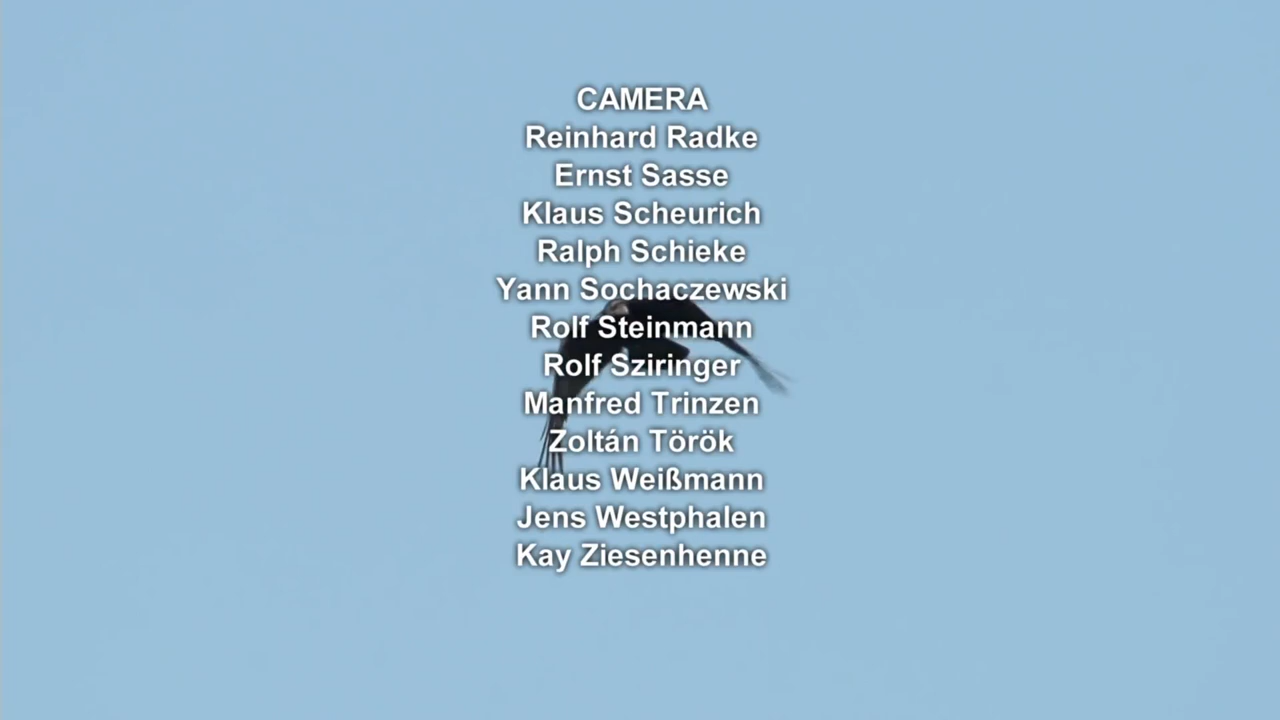 CAMERA
Reinhard Radke
Ernst Sasse
Klaus Scheurich
Ralph Schieke
Yann Sochaczewski
Rolf Steinmann
Rolf Sziringer
Manfred Trinzen
Zoltán Török
Klaus Weißmann
Jens Westphalen
Kay Ziesenhenne